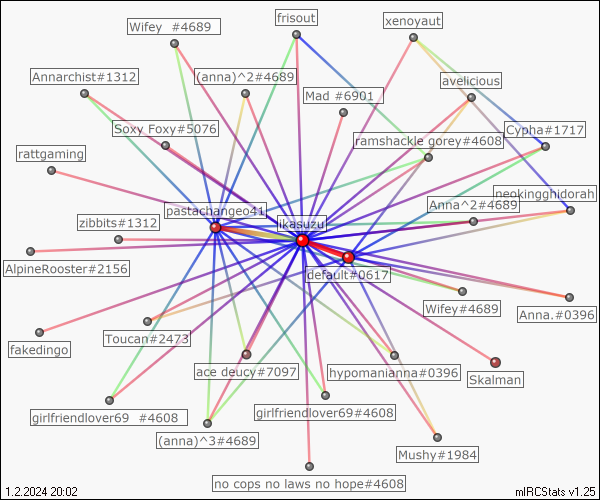 frisout
Wifey  #4689
xenoyaut
Annarchist#1312
(anna)^2#4689
avelicious
Mad #6901
Soxy Foxy#5076
Cypha#1717
ramshackle gorey#4608
rattgaming
neokingghidorah
Anna^2#4689
pastachangeo41
ikasuzu
zibbits#1312
AlpineRooster#2156
default#0617
Wifey#4689
Anna.#0396
Toucan#2473
fakedingo
ace deucy#7097
hypomanianna#0396
Skalman
girlfriendlover69  #4608
girlfriendlover69#4608
(anna)^3#4689
Mushy#1984
no cops no laws no hope#4608
1.2.2024 20:02
mIRCStats v1.25